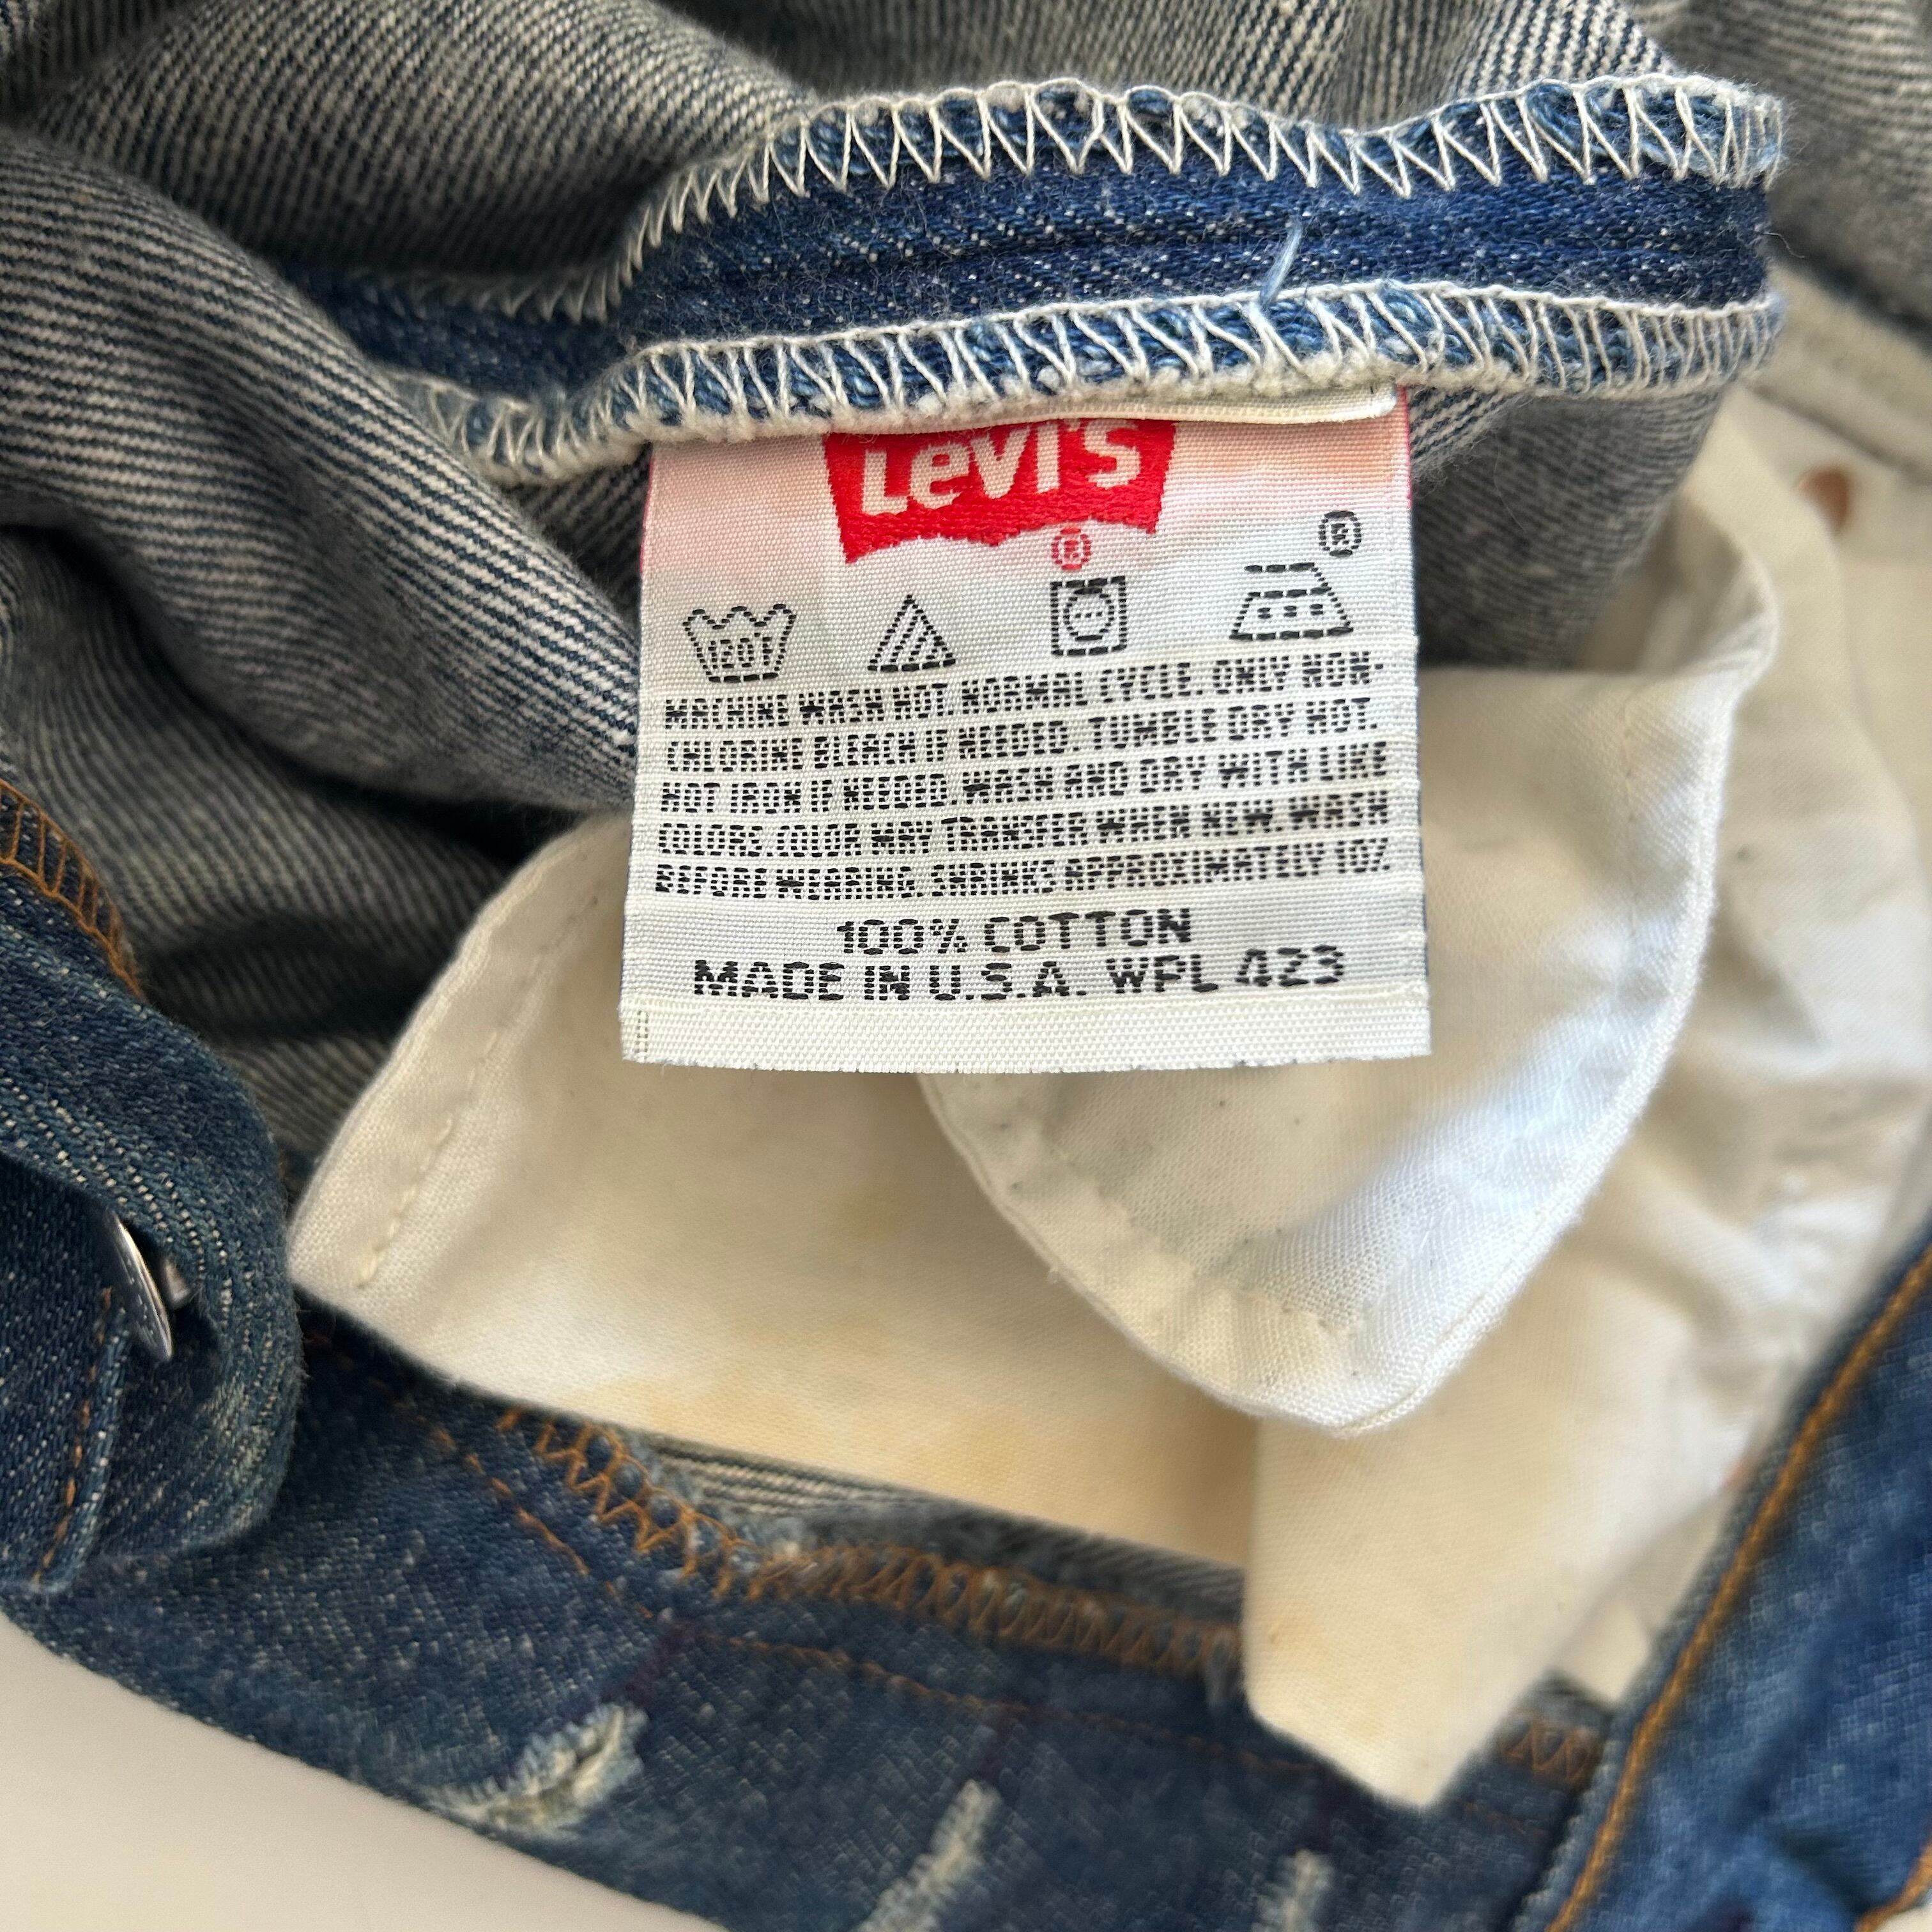 Levi's
®
®
120F
MACHINE WASH HOT. NORMAL CYCLE. ONLY NON-
CHLORINE BLEACH IF NEEDED. TUMBLE DRY HOT.
HOT IRON IF NEEDED. WASH AND DRY WITH LIKE
COLORS. COLOR MAY TRANSFER WHEN NEW. WASH
BEFORE WEARING. SHRINKS APPROXIMATELY 10%
100% COTTON
MADE IN U.S.A. WPL 423